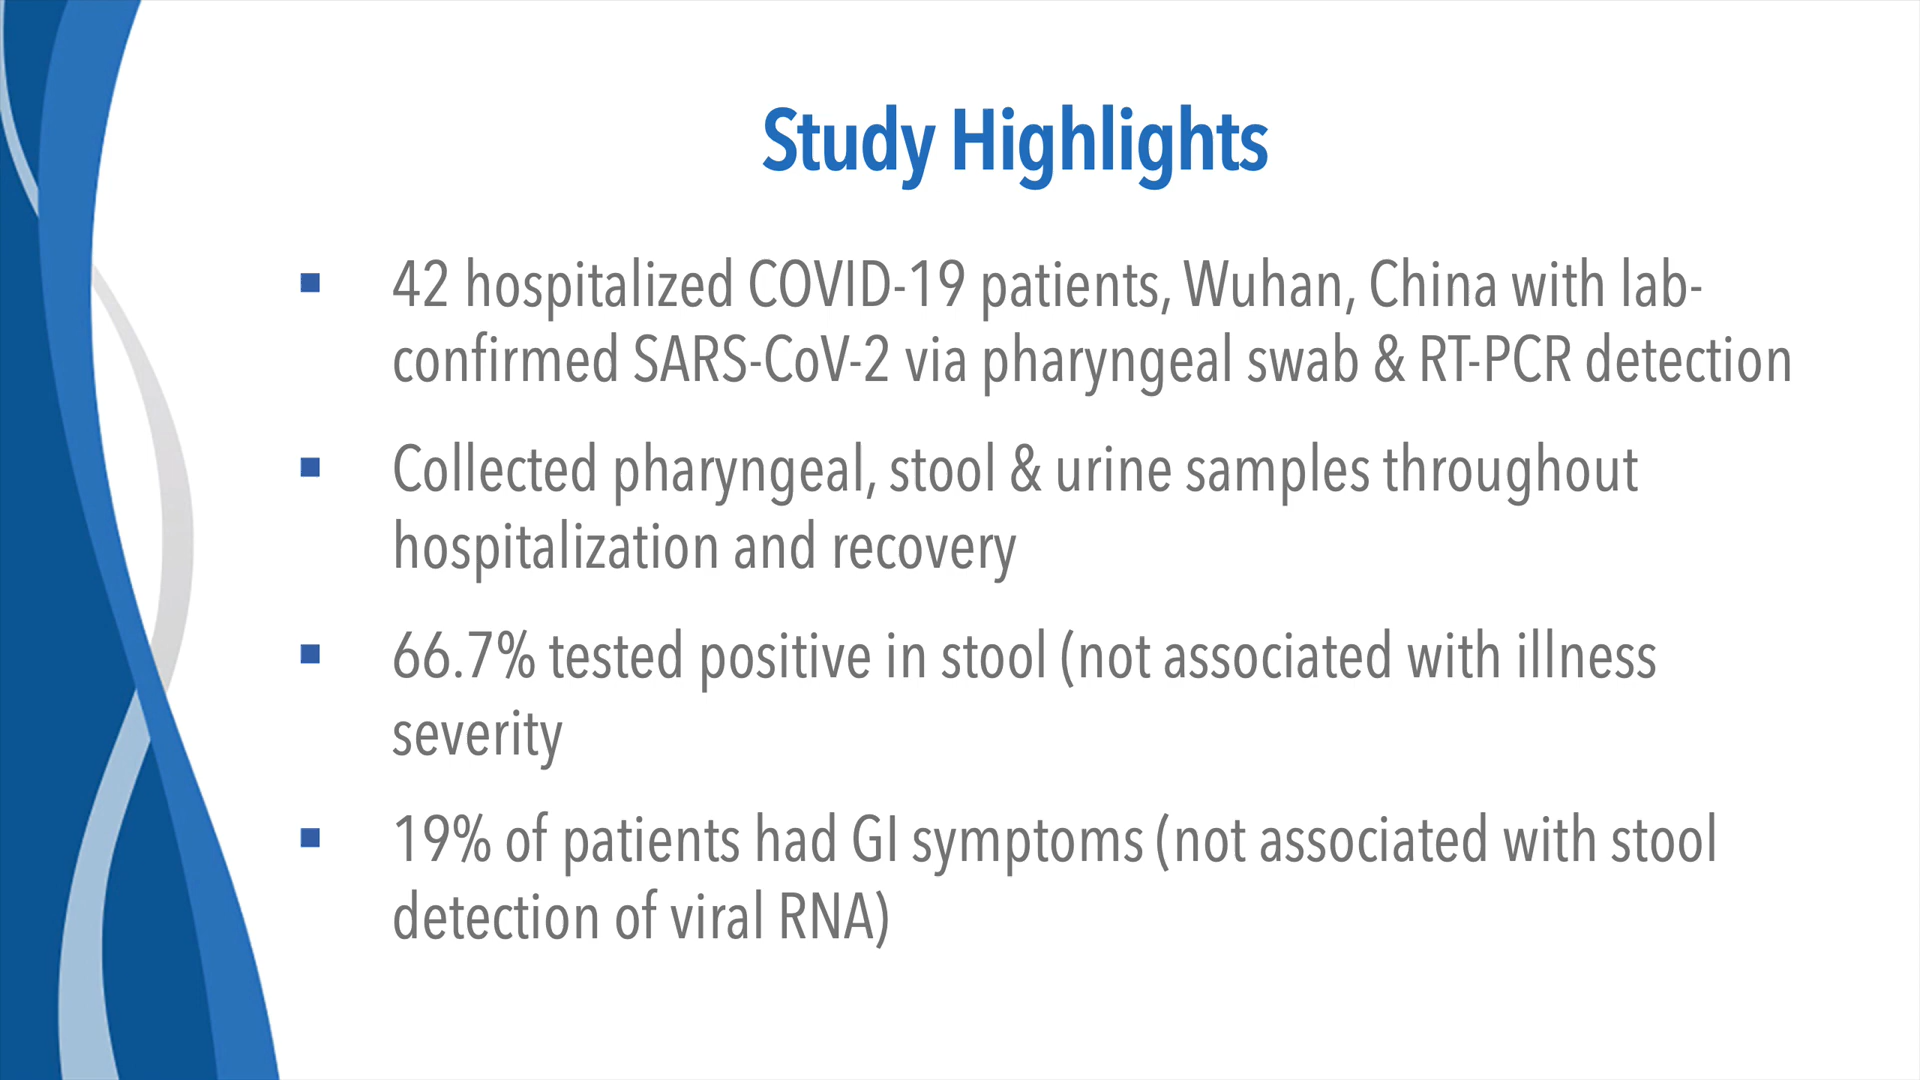 Study Highlights
▪ 42 hospitalized COVID-19 patients, Wuhan, China with lab-
confirmed SARS-CoV-2 via pharyngeal swab & RT-PCR detection
▪ Collected pharyngeal, stool & urine samples throughout
hospitalization and recovery
▪ 66.7% tested positive in stool (not associated with illness
severity
▪ 19% of patients had GI symptoms (not associated with stool
detection of viral RNA)